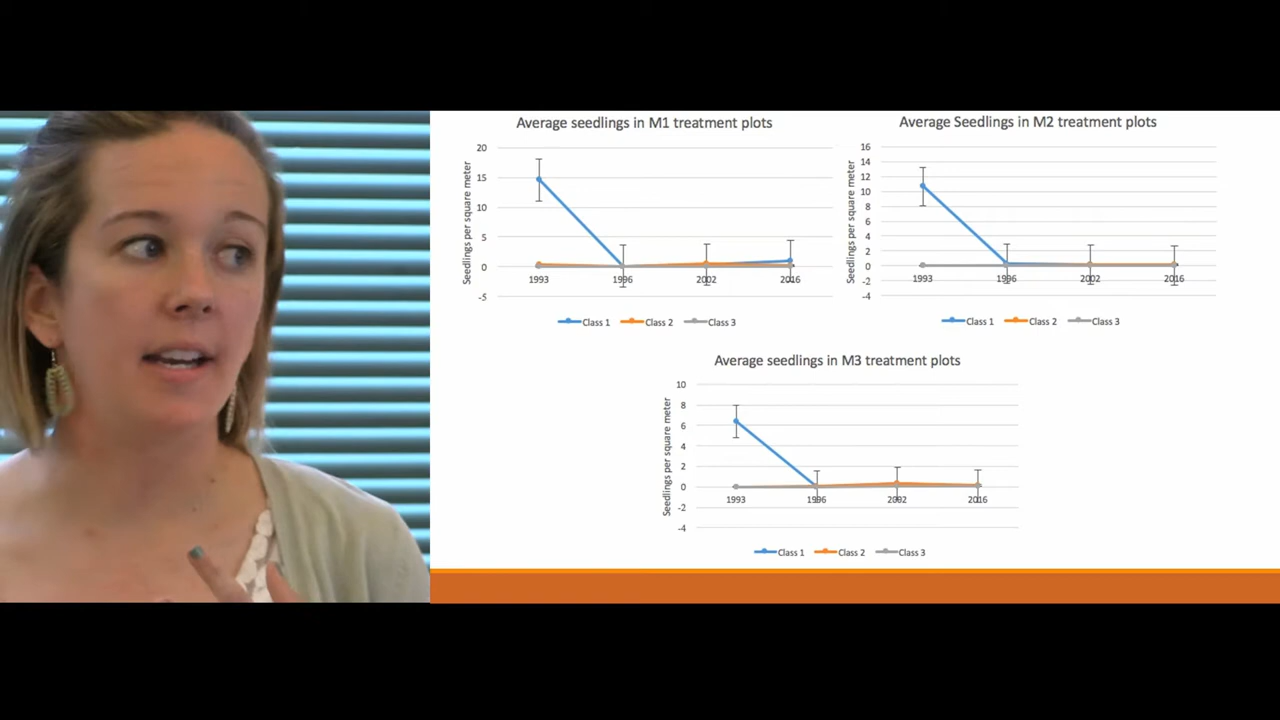 Average seedlings in M1 treatment plots
Seedlings per square meter
20
15
10
5
0
-5
1993
1996
2002
2016
Class 1
Class 2
Class 3
Average Seedlings in M2 treatment plots
Seedlings per square meter
16
14
12
10
8
6
4
2
0
-2
-4
1993
1996
2002
2016
Class 1
Class 2
Class 3
Average seedlings in M3 treatment plots
Seedlings per square meter
10
8
6
4
2
0
-2
-4
1993
1996
2002
2016
Class 1
Class 2
Class 3